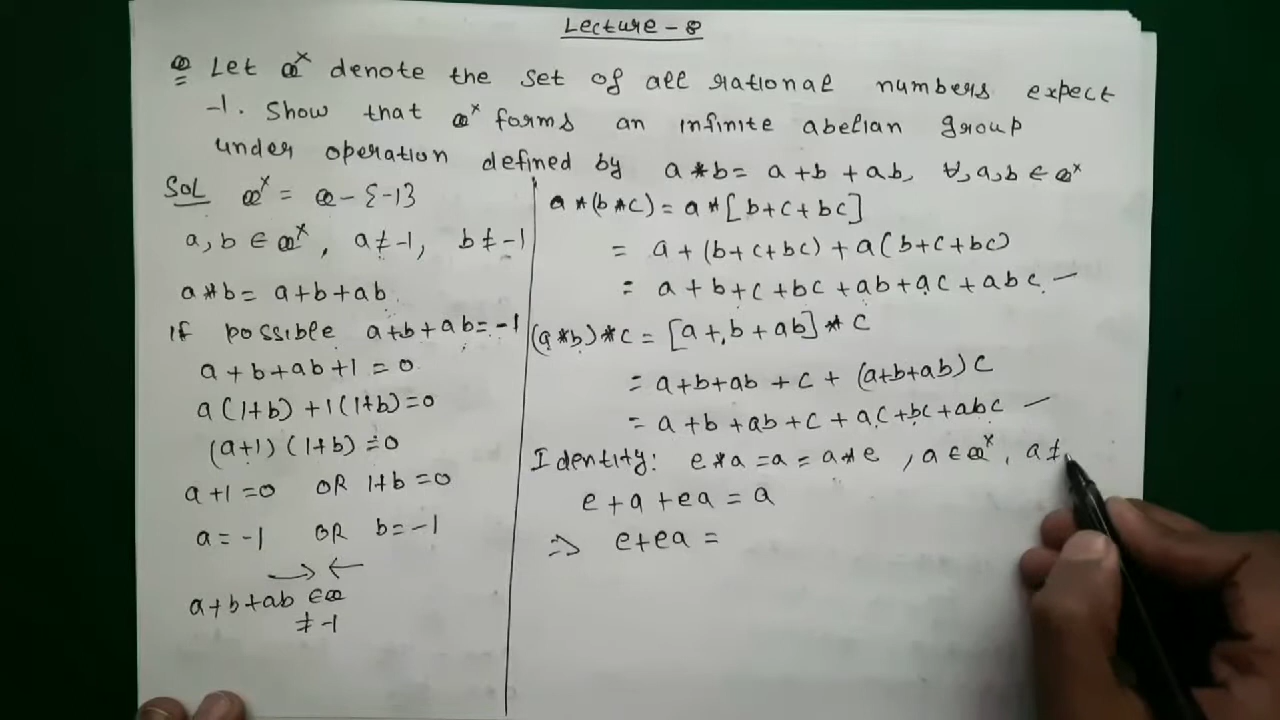 Lecture - 8
Q Let Q^x denote the set of all rational numbers expect
-1. Show that Q^x forms an infinite abelian group
under operation defined by a * b = a + b + ab, ∀, a, b ∈ Q^x
Sol Q^x = Q - {-1}
a, b ∈ Q^x, a ≠ -1, b ≠ -1
a * b = a + b + ab
If possible a + b + ab = -1
a + b + ab + 1 = 0
a(1+b) + 1(1+b) = 0
(a+1)(1+b) = 0
a+1 = 0 OR 1+b = 0
a = -1 OR b = -1
→ ←
a + b + ab ∈ Q
≠ -1
a * (b * c) = a * [b + c + bc]
= a + (b + c + bc) + a(b + c + bc)
= a + b + c + bc + ab + ac + abc —
(a * b) * c = [a + b + ab] * c
= a + b + ab + c + (a+b+ab)c
= a + b + ab + c + ac + bc + abc —
Identity: e * a = a = a * e, a ∈ Q^x, a ≠
e + a + ea = a
⇒ e + ea =